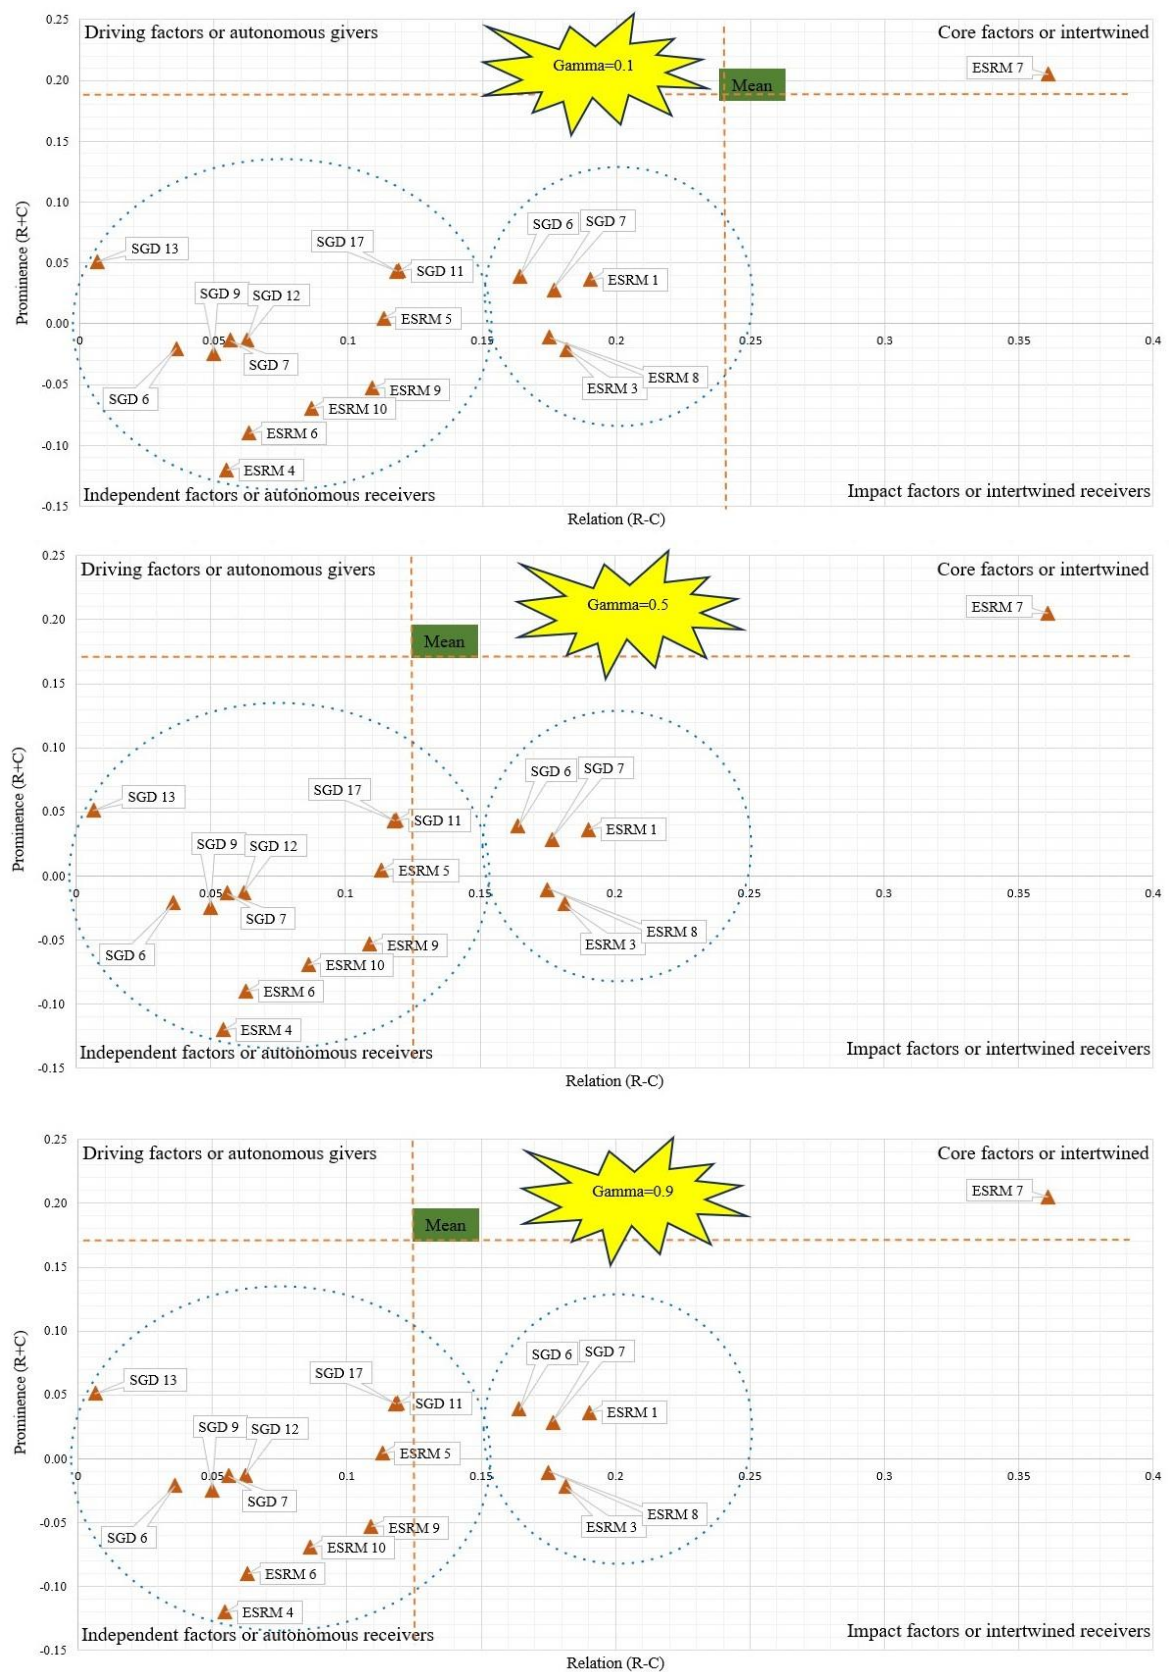 0.25
Driving factors or autonomous givers
Gamma=0.1
Core factors or intertwined
ESRM 7
0.20
Mean
0.15
0.10
SGD 6
SGD 7
SGD 13
SGD 17
SGD 11
ESRM 1
0.05
SGD 9
SGD 12
ESRM 5
0.00
0
0.05
0.1
0.15
0.2
0.25
0.3
0.35
0.4
SGD 7
SGD 6
ESRM 8
ESRM 3
ESRM 9
-0.05
ESRM 10
ESRM 6
-0.10
ESRM 4
Independent factors or autonomous receivers
Impact factors or intertwined receivers
-0.15
Prominence (R+C)
Relation (R-C)
0.25
Driving factors or autonomous givers
Gamma=0.5
Core factors or intertwined
ESRM 7
0.20
Mean
0.15
0.10
SGD 6
SGD 7
SGD 13
SGD 17
SGD 11
ESRM 1
0.05
SGD 9
SGD 12
ESRM 5
0.00
0
0.05
0.1
0.15
0.2
0.25
0.3
0.35
0.4
SGD 7
SGD 6
ESRM 8
ESRM 3
ESRM 9
-0.05
ESRM 10
ESRM 6
-0.10
ESRM 4
Independent factors or autonomous receivers
Impact factors or intertwined receivers
-0.15
Prominence (R+C)
Relation (R-C)
0.25
Driving factors or autonomous givers
Gamma=0.9
Core factors or intertwined
ESRM 7
0.20
Mean
0.15
0.10
SGD 6
SGD 7
SGD 13
SGD 17
SGD 11
ESRM 1
0.05
SGD 9
SGD 12
ESRM 5
0.00
0
0.05
0.1
0.15
0.2
0.25
0.3
0.35
0.4
SGD 7
SGD 6
ESRM 8
ESRM 3
ESRM 9
-0.05
ESRM 10
ESRM 6
-0.10
ESRM 4
Independent factors or autonomous receivers
Impact factors or intertwined receivers
-0.15
Prominence (R+C)
Relation (R-C)